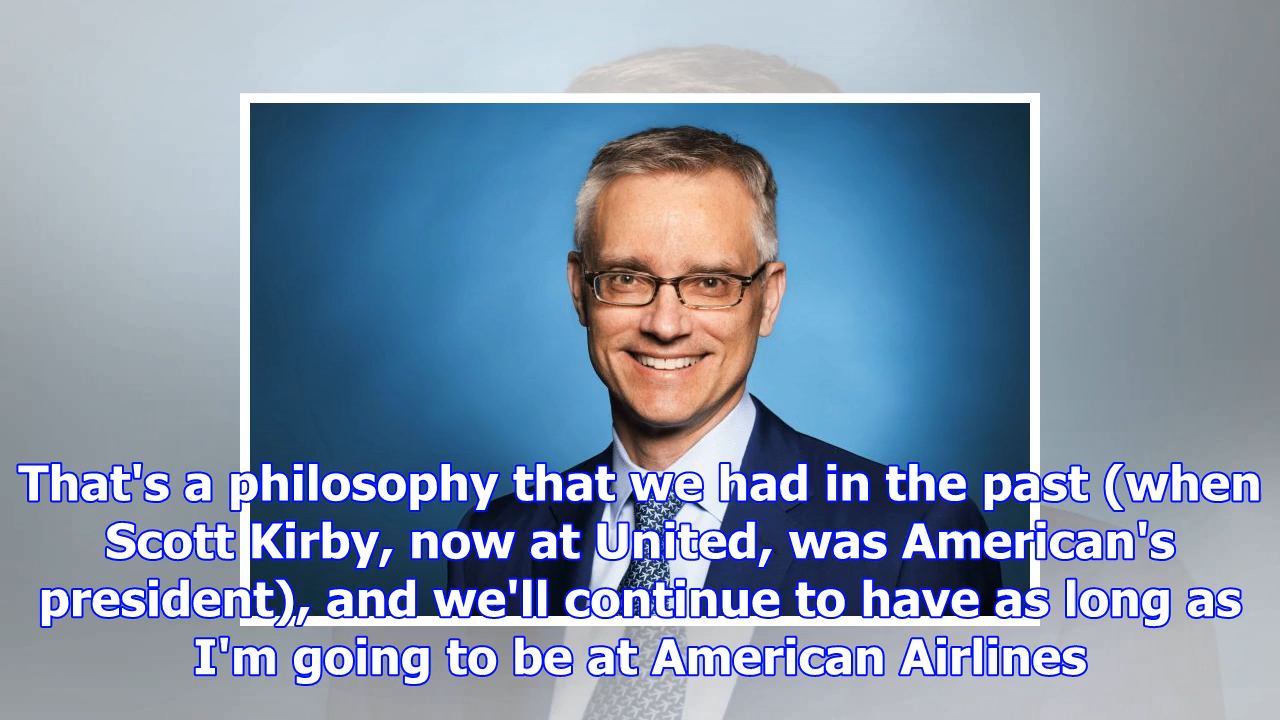 That's a philosophy that we had in the past (when
Scott Kirby, now at United, was American's
president), and we'll continue to have as long as
I'm going to be at American Airlines